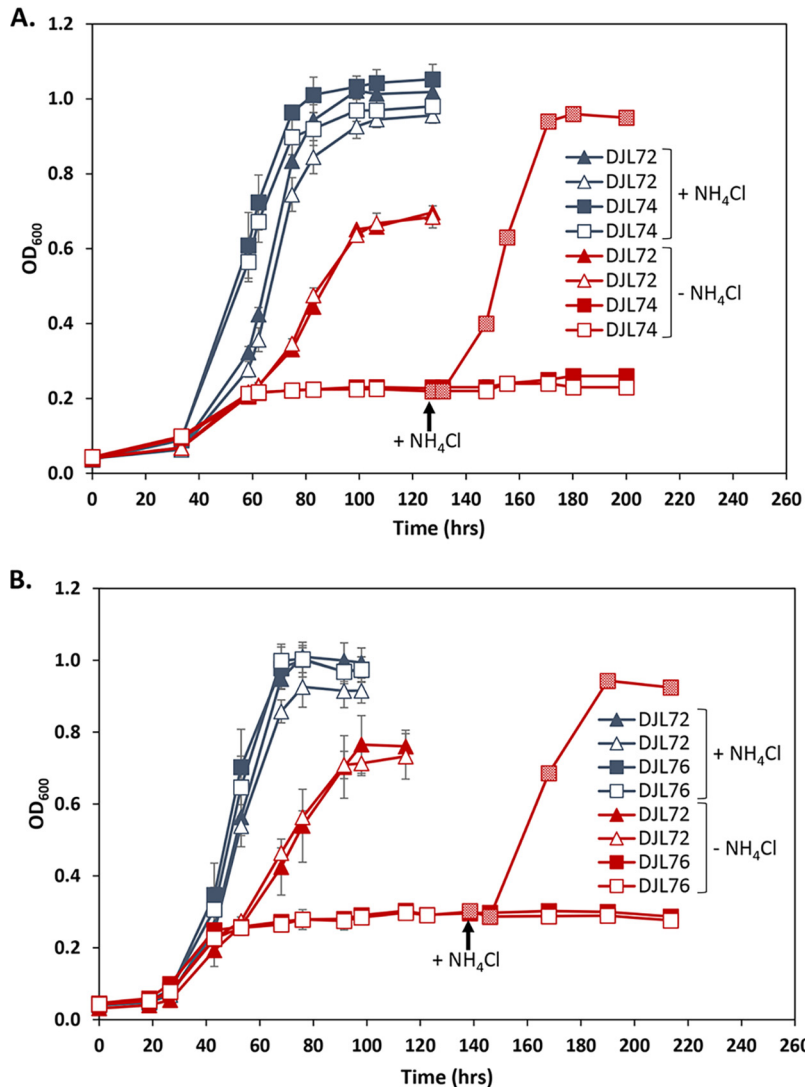 A.
1.2
1.0
0.8
0.6
0.4
0.2
0.0
OD600
DJL72
DJL72
DJL74
DJL74
+ NH4Cl
DJL72
DJL72
DJL74
DJL74
- NH4Cl
+ NH4Cl
0 20 40 60 80 100 120 140 160 180 200 220 240 260
Time (hrs)
B.
1.2
1.0
0.8
0.6
0.4
0.2
0.0
OD600
DJL72
DJL72
DJL76
DJL76
+ NH4Cl
DJL72
DJL72
DJL76
DJL76
- NH4Cl
+ NH4Cl
0 20 40 60 80 100 120 140 160 180 200 220 240 260
Time (hrs)